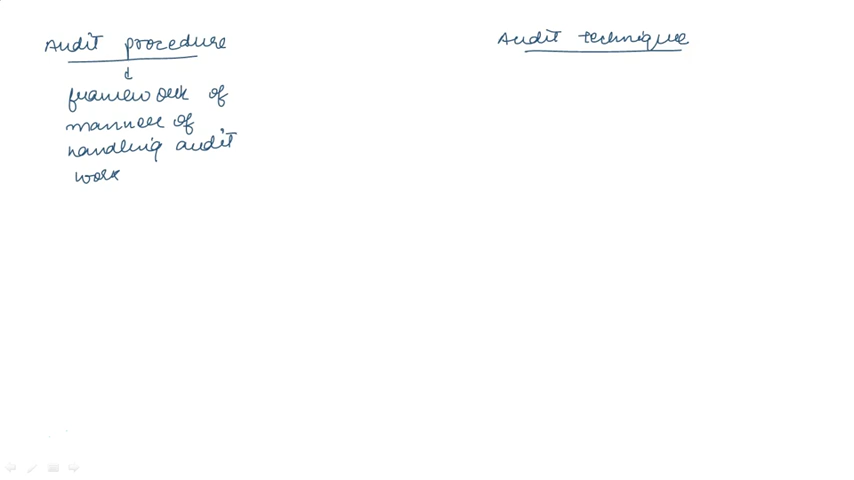 Audit procedure
Audit technique
framework of
manner of
handling audit
work